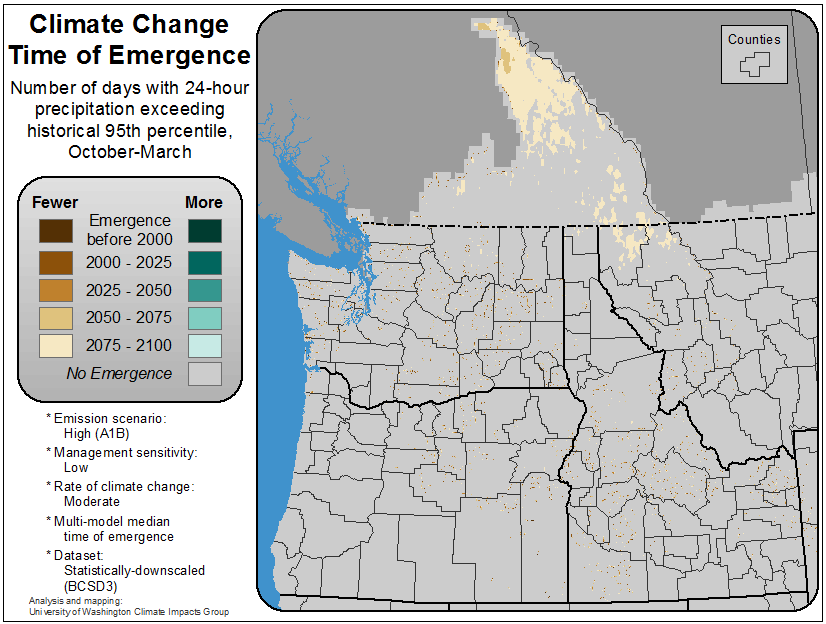 Climate Change
Time of Emergence
Number of days with 24-hour
precipitation exceeding
historical 95th percentile,
October-March
Fewer More
Emergence
before 2000
2000 - 2025
2025 - 2050
2050 - 2075
2075 - 2100
No Emergence
* Emission scenario:
High (A1B)
* Management sensitivity:
Low
* Rate of climate change:
Moderate
* Multi-model median
time of emergence
* Dataset:
Statistically-downscaled
(BCSD3)
Analysis and mapping:
University of Washington Climate Impacts Group
Counties